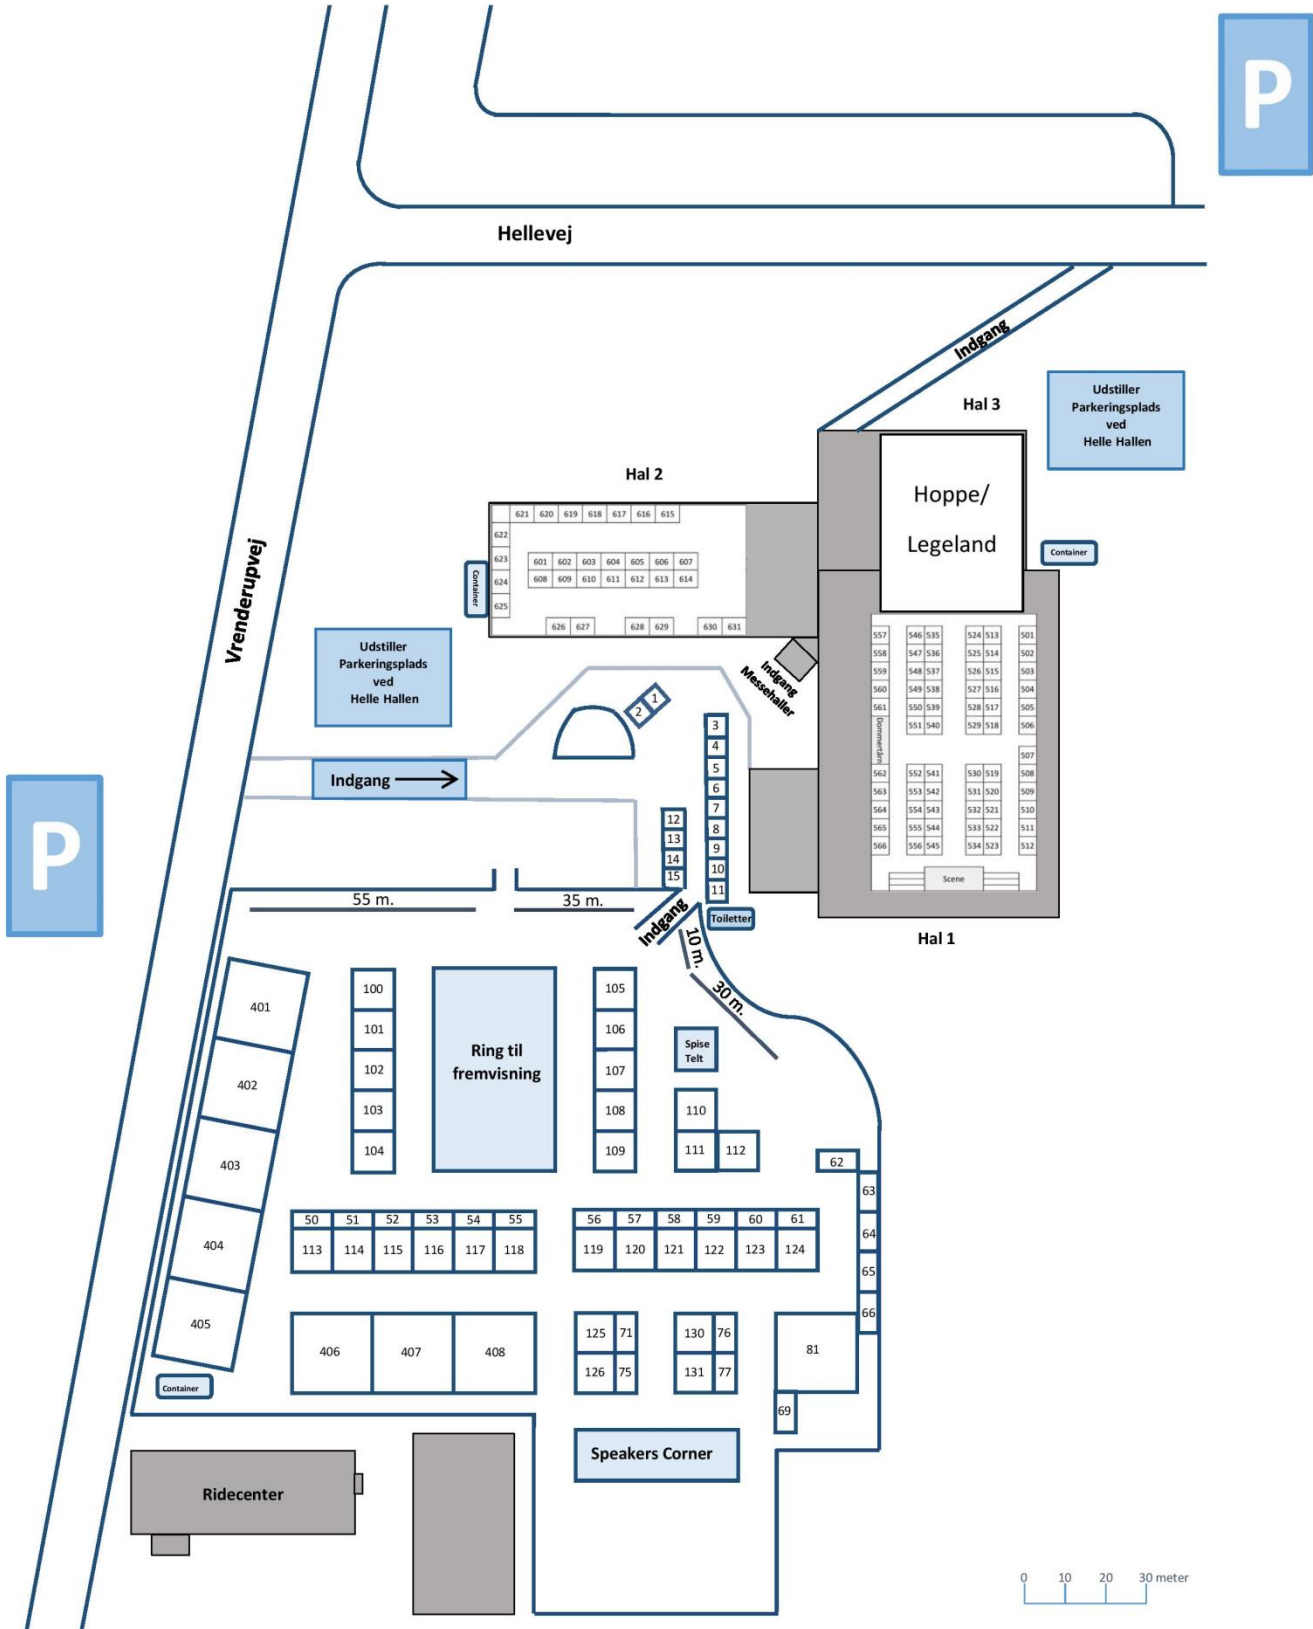 P
Hellevej
Indgang
Udstiller
Parkeringsplads
ved
Helle Hallen
Hal 3
Hoppe/
Legeland
Container
Hal 2
621 620 619 618 617 616 615
622
623
624
625
601 602 603 604 605 606 607
608 609 610 611 612 613 614
626 627 628 629 630 631
Container
Vrenderupvej
Udstiller
Parkeringsplads
ved
Helle Hallen
Indgang
Messehaller
557 546 535 524 513 501
558 547 536 525 514 502
559 548 537 526 515 503
560 549 538 527 516 504
561 550 539 528 517 505
551 540 529 518 506
Dommertårn
507
562 552 541 530 519 508
563 553 542 531 520 509
564 554 543 532 521 510
565 555 544 533 522 511
566 556 545 534 523 512
Scene
Hal 1
1
2
3
4
5
6
7
8
9
10
11
12
13
14
15
Indgang
P
55 m.
35 m.
Indgang
Toiletter
10 m.
30 m.
401
402
403
404
405
100
101
102
103
104
Ring til
fremvisning
105
106
107
108
109
Spise
Telt
110
111 112
62
63
64
65
66
50 51 52 53 54 55
113 114 115 116 117 118
56 57 58 59 60 61
119 120 121 122 123 124
406 407 408
125 71
126 75
130 76
131 77
81
69
Container
Speakers Corner
Ridecenter
0 10 20 30 meter